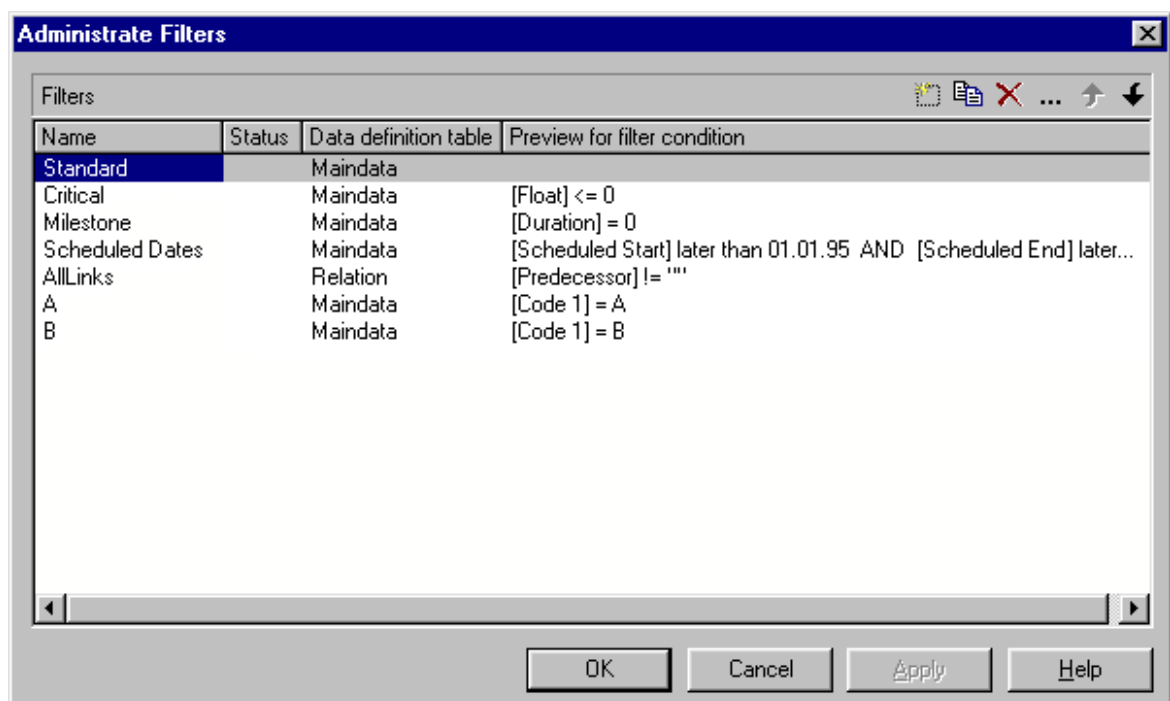 Administrate Filters
Filters ...
Name Status Data definition table Preview for filter condition
Standard Maindata
Critical Maindata [Float] <= 0
Milestone Maindata [Duration] = 0
Scheduled Dates Maindata [Scheduled Start] later than 01.01.95 AND [Scheduled End] later...
AllLinks Relation [Predecessor] != ""
A Maindata [Code 1] = A
B Maindata [Code 1] = B
OK Cancel Apply Help